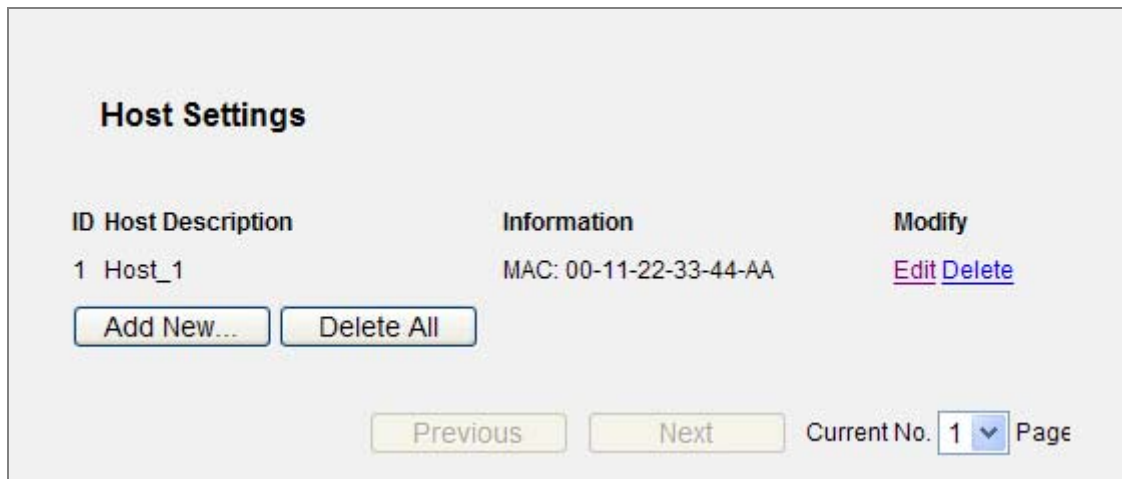 Host Settings
ID Host Description Information Modify
1 Host_1 MAC: 00-11-22-33-44-AA Edit Delete
Add New... Delete All
Previous Next Current No. 1 Page